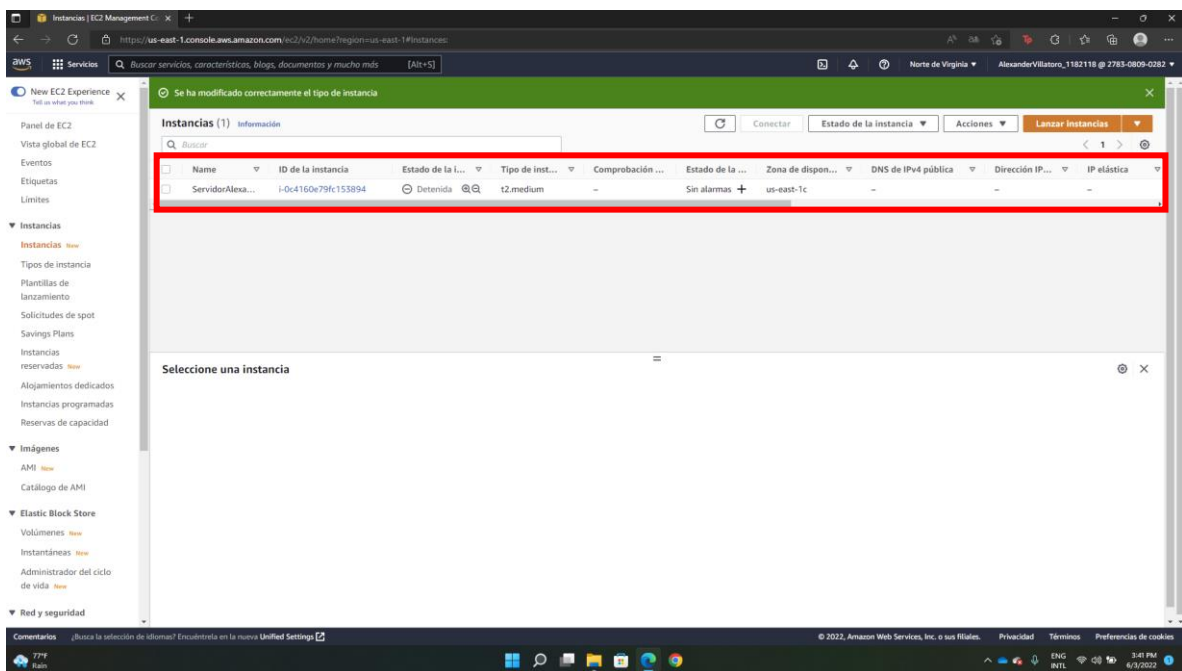 Instancias | EC2 Management Co
https://us-east-1.console.aws.amazon.com/ec2/v2/home?region=us-east-1#Instances:
aws
Servicios
Buscar servicios, características, blogs, documentos y mucho más
[Alt+S]
Norte de Virginia
AlexanderVillatoro_1182118 @ 2783-0809-0282
New EC2 Experience
Tell us what you think
Panel de EC2
Vista global de EC2
Eventos
Etiquetas
Límites
Instancias
Instancias New
Tipos de instancia
Plantillas de
lanzamiento
Solicitudes de spot
Savings Plans
Instancias
reservadas New
Alojamientos dedicados
Instancias programadas
Reservas de capacidad
Imágenes
AMI New
Catálogo de AMI
Elastic Block Store
Volúmenes New
Instantáneas New
Administrador del ciclo
de vida New
Red y seguridad
Se ha modificado correctamente el tipo de instancia
Instancias (1) Información
Conectar
Estado de la instancia
Acciones
Lanzar instancias
Buscar
1
Name ID de la instancia Estado de la i... Tipo de inst... Comprobación ... Estado de la ... Zona de dispon... DNS de IPv4 pública Dirección IP... IP elástica
ServidorAlexa... i-0c4160e79fc153894 Detenida t2.medium – Sin alarmas + us-east-1c – – –
Seleccione una instancia
Comentarios
¿Busca la selección de idiomas? Encuéntrela en la nueva Unified Settings
© 2022, Amazon Web Services, Inc. o sus filiales.
Privacidad
Términos
Preferencias de cookies
77°F
Rain
ENG
INTL
3:41 PM
6/3/2022